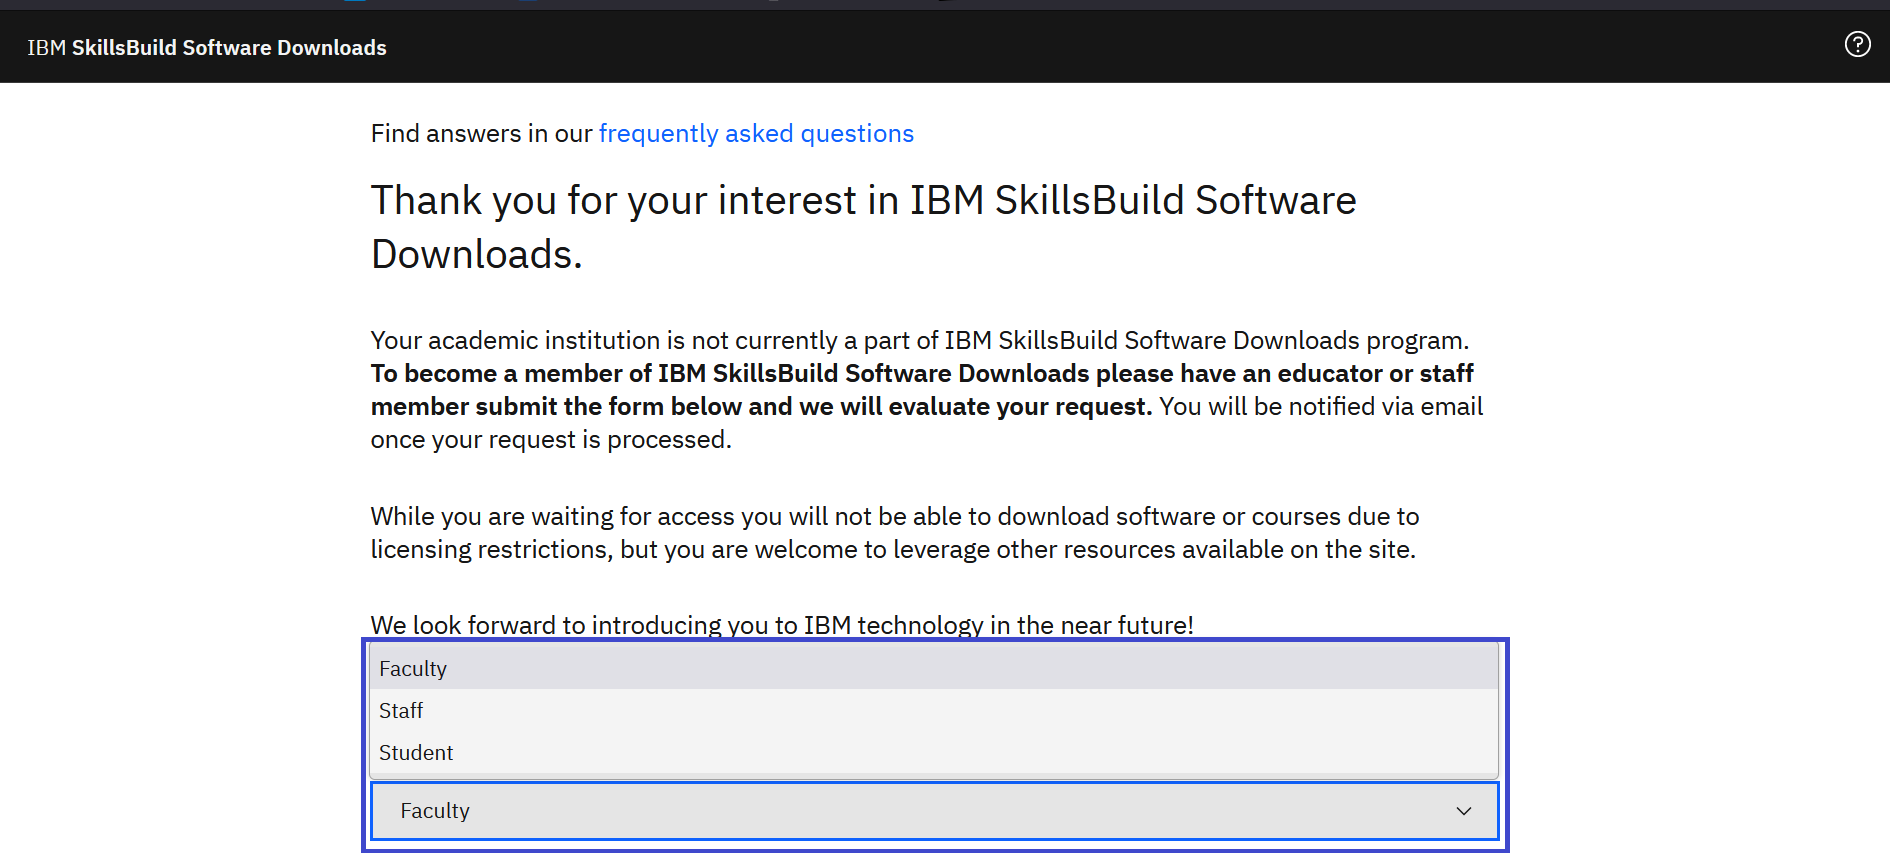 IBM SkillsBuild Software Downloads
Find answers in our frequently asked questions
Thank you for your interest in IBM SkillsBuild Software
Downloads.
Your academic institution is not currently a part of IBM SkillsBuild Software Downloads program.
To become a member of IBM SkillsBuild Software Downloads please have an educator or staff
member submit the form below and we will evaluate your request. You will be notified via email
once your request is processed.
While you are waiting for access you will not be able to download software or courses due to
licensing restrictions, but you are welcome to leverage other resources available on the site.
We look forward to introducing you to IBM technology in the near future!
Faculty
Staff
Student
Faculty